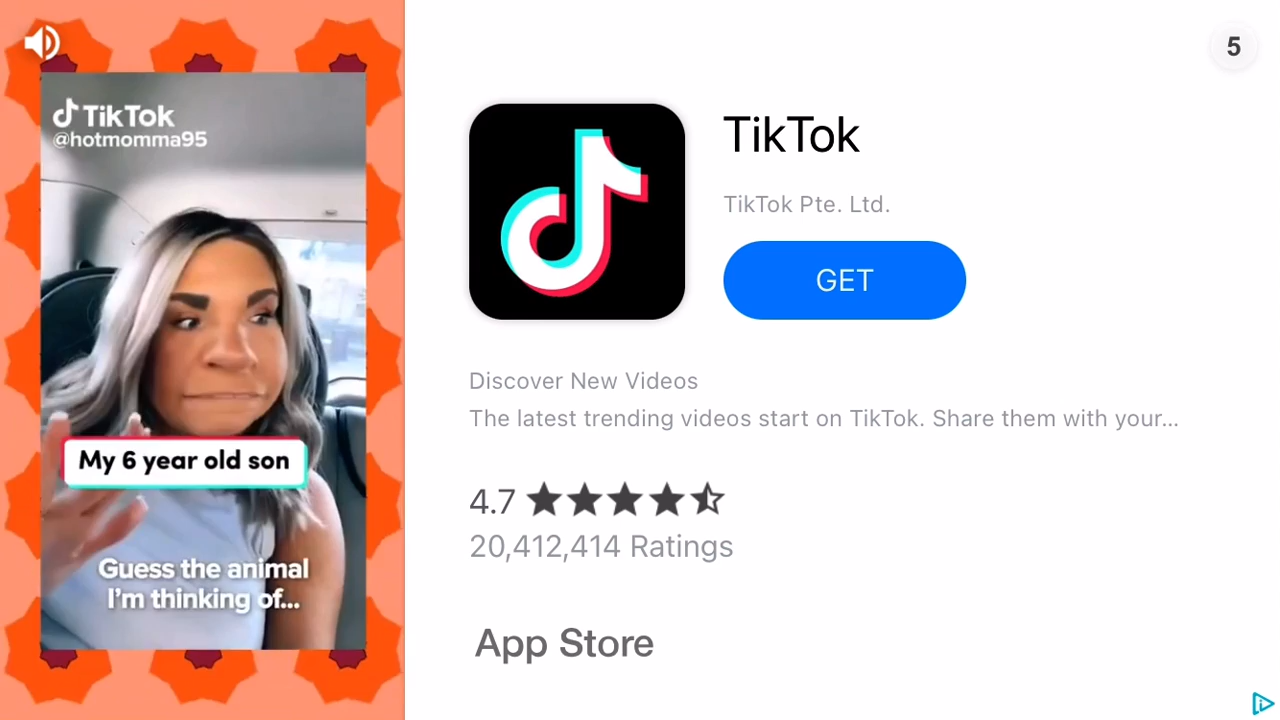 TikTok
@hotmomma95
My 6 year old son
Guess the animal
I'm thinking of...
5
TikTok
TikTok Pte. Ltd.
GET
Discover New Videos
The latest trending videos start on TikTok. Share them with your...
4.7
20,412,414 Ratings
App Store